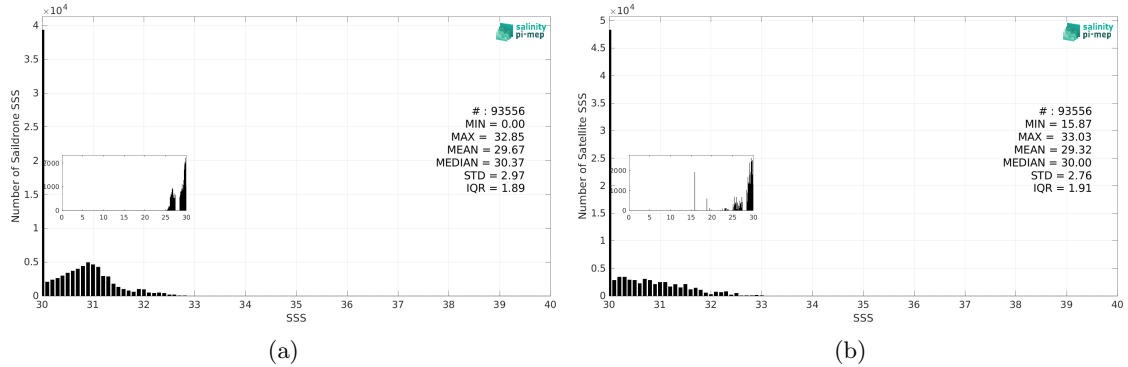 ×10⁴
4
3.5
3
2.5
2
1.5
1
0.5
0
Number of Saildrone SSS
30 31 32 33 34 35 36 37 38 39 40
SSS
salinity
pi-mep
# : 93556
MIN = 0.00
MAX = 32.85
MEAN = 29.67
MEDIAN = 30.37
STD = 2.97
IQR = 1.89
2000
1000
0
0 5 10 15 20 25 30
(a)
×10⁴
5
4.5
4
3.5
3
2.5
2
1.5
1
0.5
0
Number of Satellite SSS
30 31 32 33 34 35 36 37 38 39 40
SSS
salinity
pi-mep
# : 93556
MIN = 15.87
MAX = 33.03
MEAN = 29.32
MEDIAN = 30.00
STD = 2.76
IQR = 1.91
2000
1000
0
0 5 10 15 20 25 30
(b)